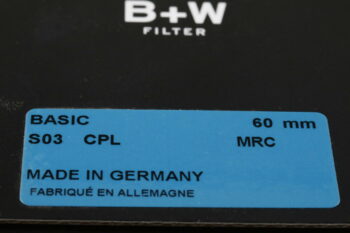 B+W
FILTER
BASIC 60 mm
S03 CPL MRC
MADE IN GERMANY
FABRIQUÉ EN ALLEMAGNE